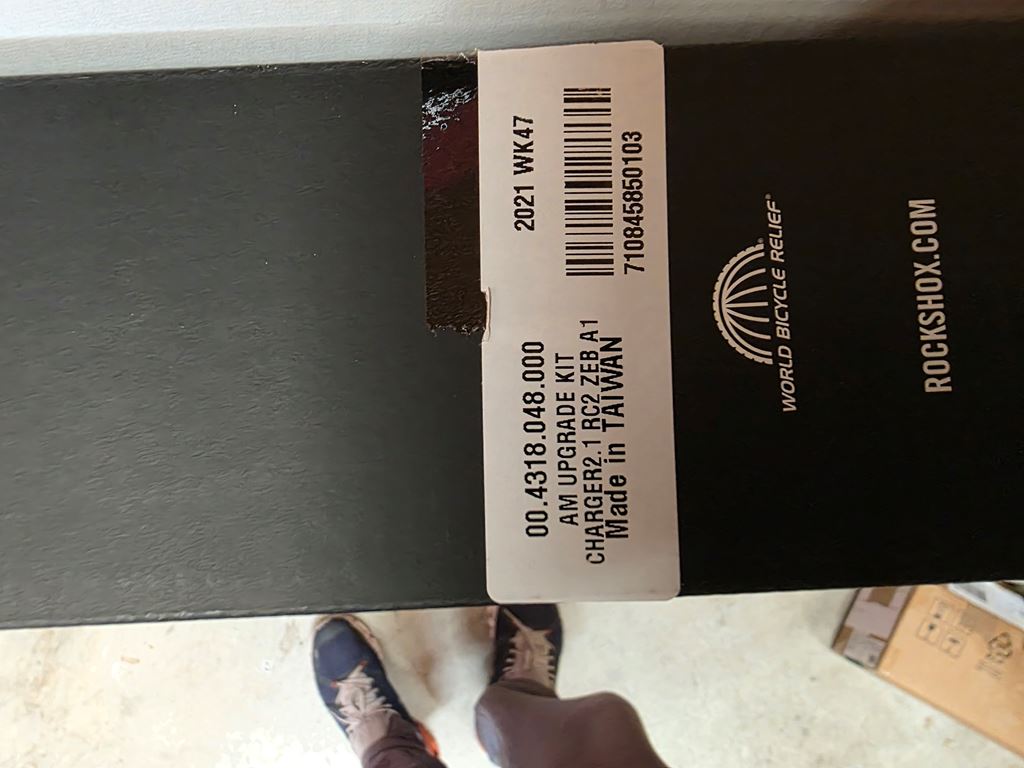 00.4318.048.000
AM UPGRADE KIT
CHARGER2.1 RC2 ZEB A1
Made in TAIWAN
2021 WK47
710845850103
WORLD BICYCLE RELIEF®
ROCKSHOX.COM